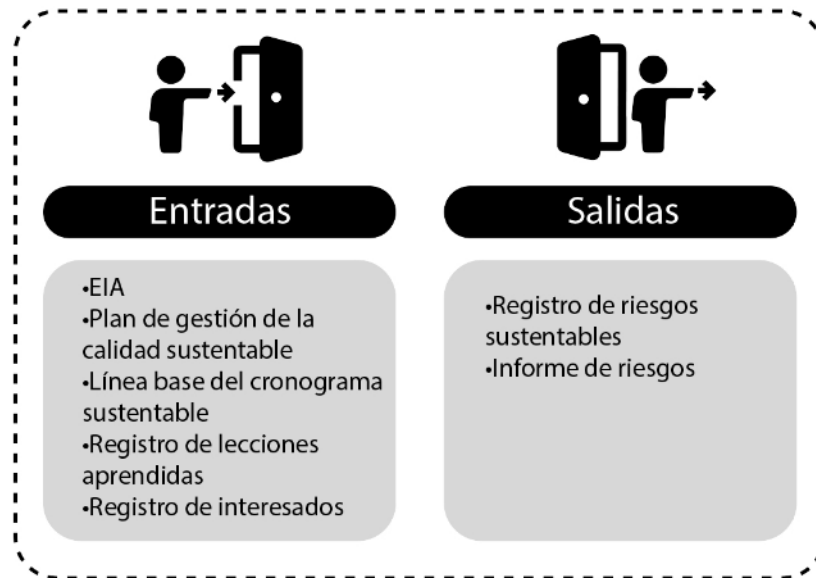 Entradas
•EIA
•Plan de gestión de la
calidad sustentable
•Línea base del cronograma
sustentable
•Registro de lecciones
aprendidas
•Registro de interesados
Salidas
•Registro de riesgos
sustentables
•Informe de riesgos